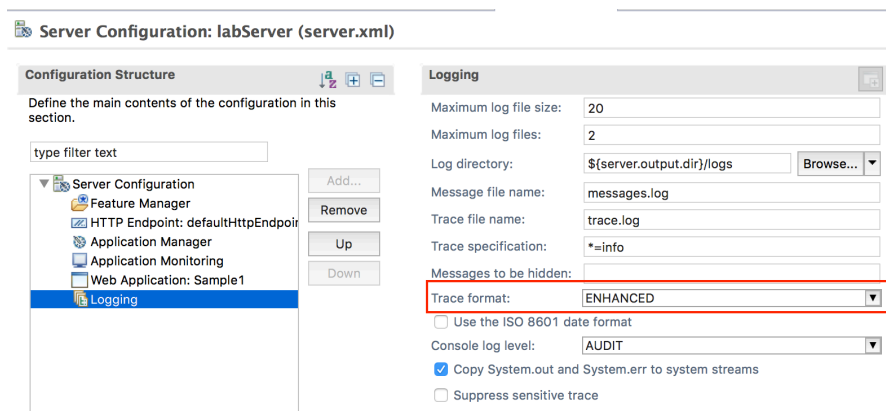 Server Configuration: labServer (server.xml)
Configuration Structure
Define the main contents of the configuration in this
section.
type filter text
Server Configuration
Feature Manager
HTTP Endpoint: defaultHttpEndpoir
Application Manager
Application Monitoring
Web Application: Sample1
Logging
Add...
Remove
Up
Down
Logging
Maximum log file size: 20
Maximum log files: 2
Log directory: ${server.output.dir}/logs Browse...
Message file name: messages.log
Trace file name: trace.log
Trace specification: *=info
Messages to be hidden:
Trace format: ENHANCED
Use the ISO 8601 date format
Console log level: AUDIT
Copy System.out and System.err to system streams
Suppress sensitive trace